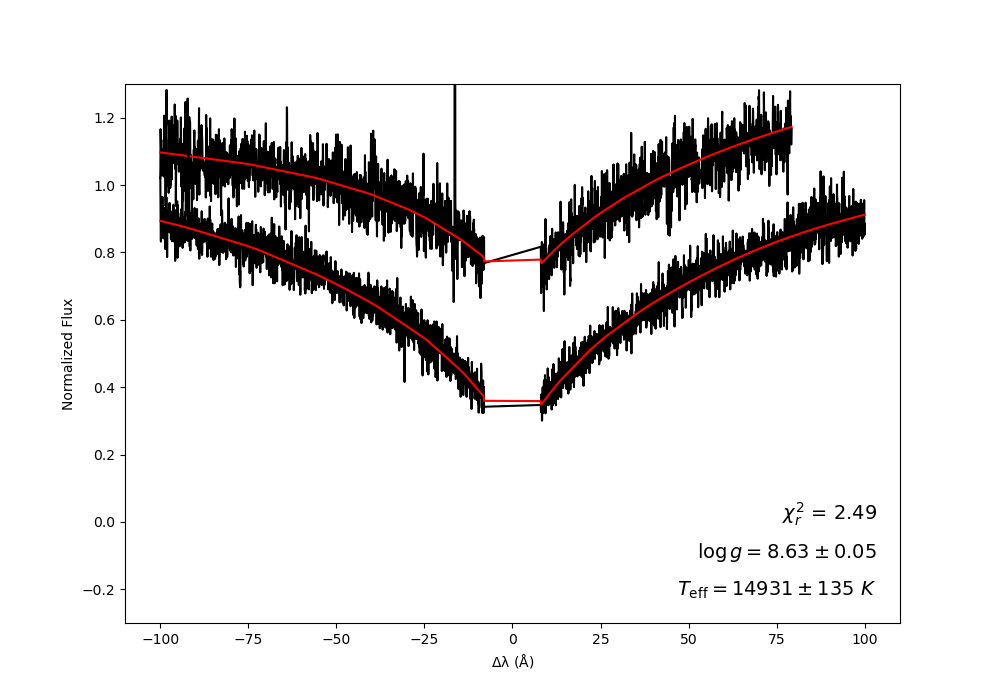 1.2
1.0
0.8
0.6
0.4
0.2
0.0
−0.2
Normalized Flux
χ²ᵣ = 2.49
log g = 8.63 ± 0.05
T_eff = 14931 ± 135 K
−100 −75 −50 −25 0 25 50 75 100
Δλ (Å)